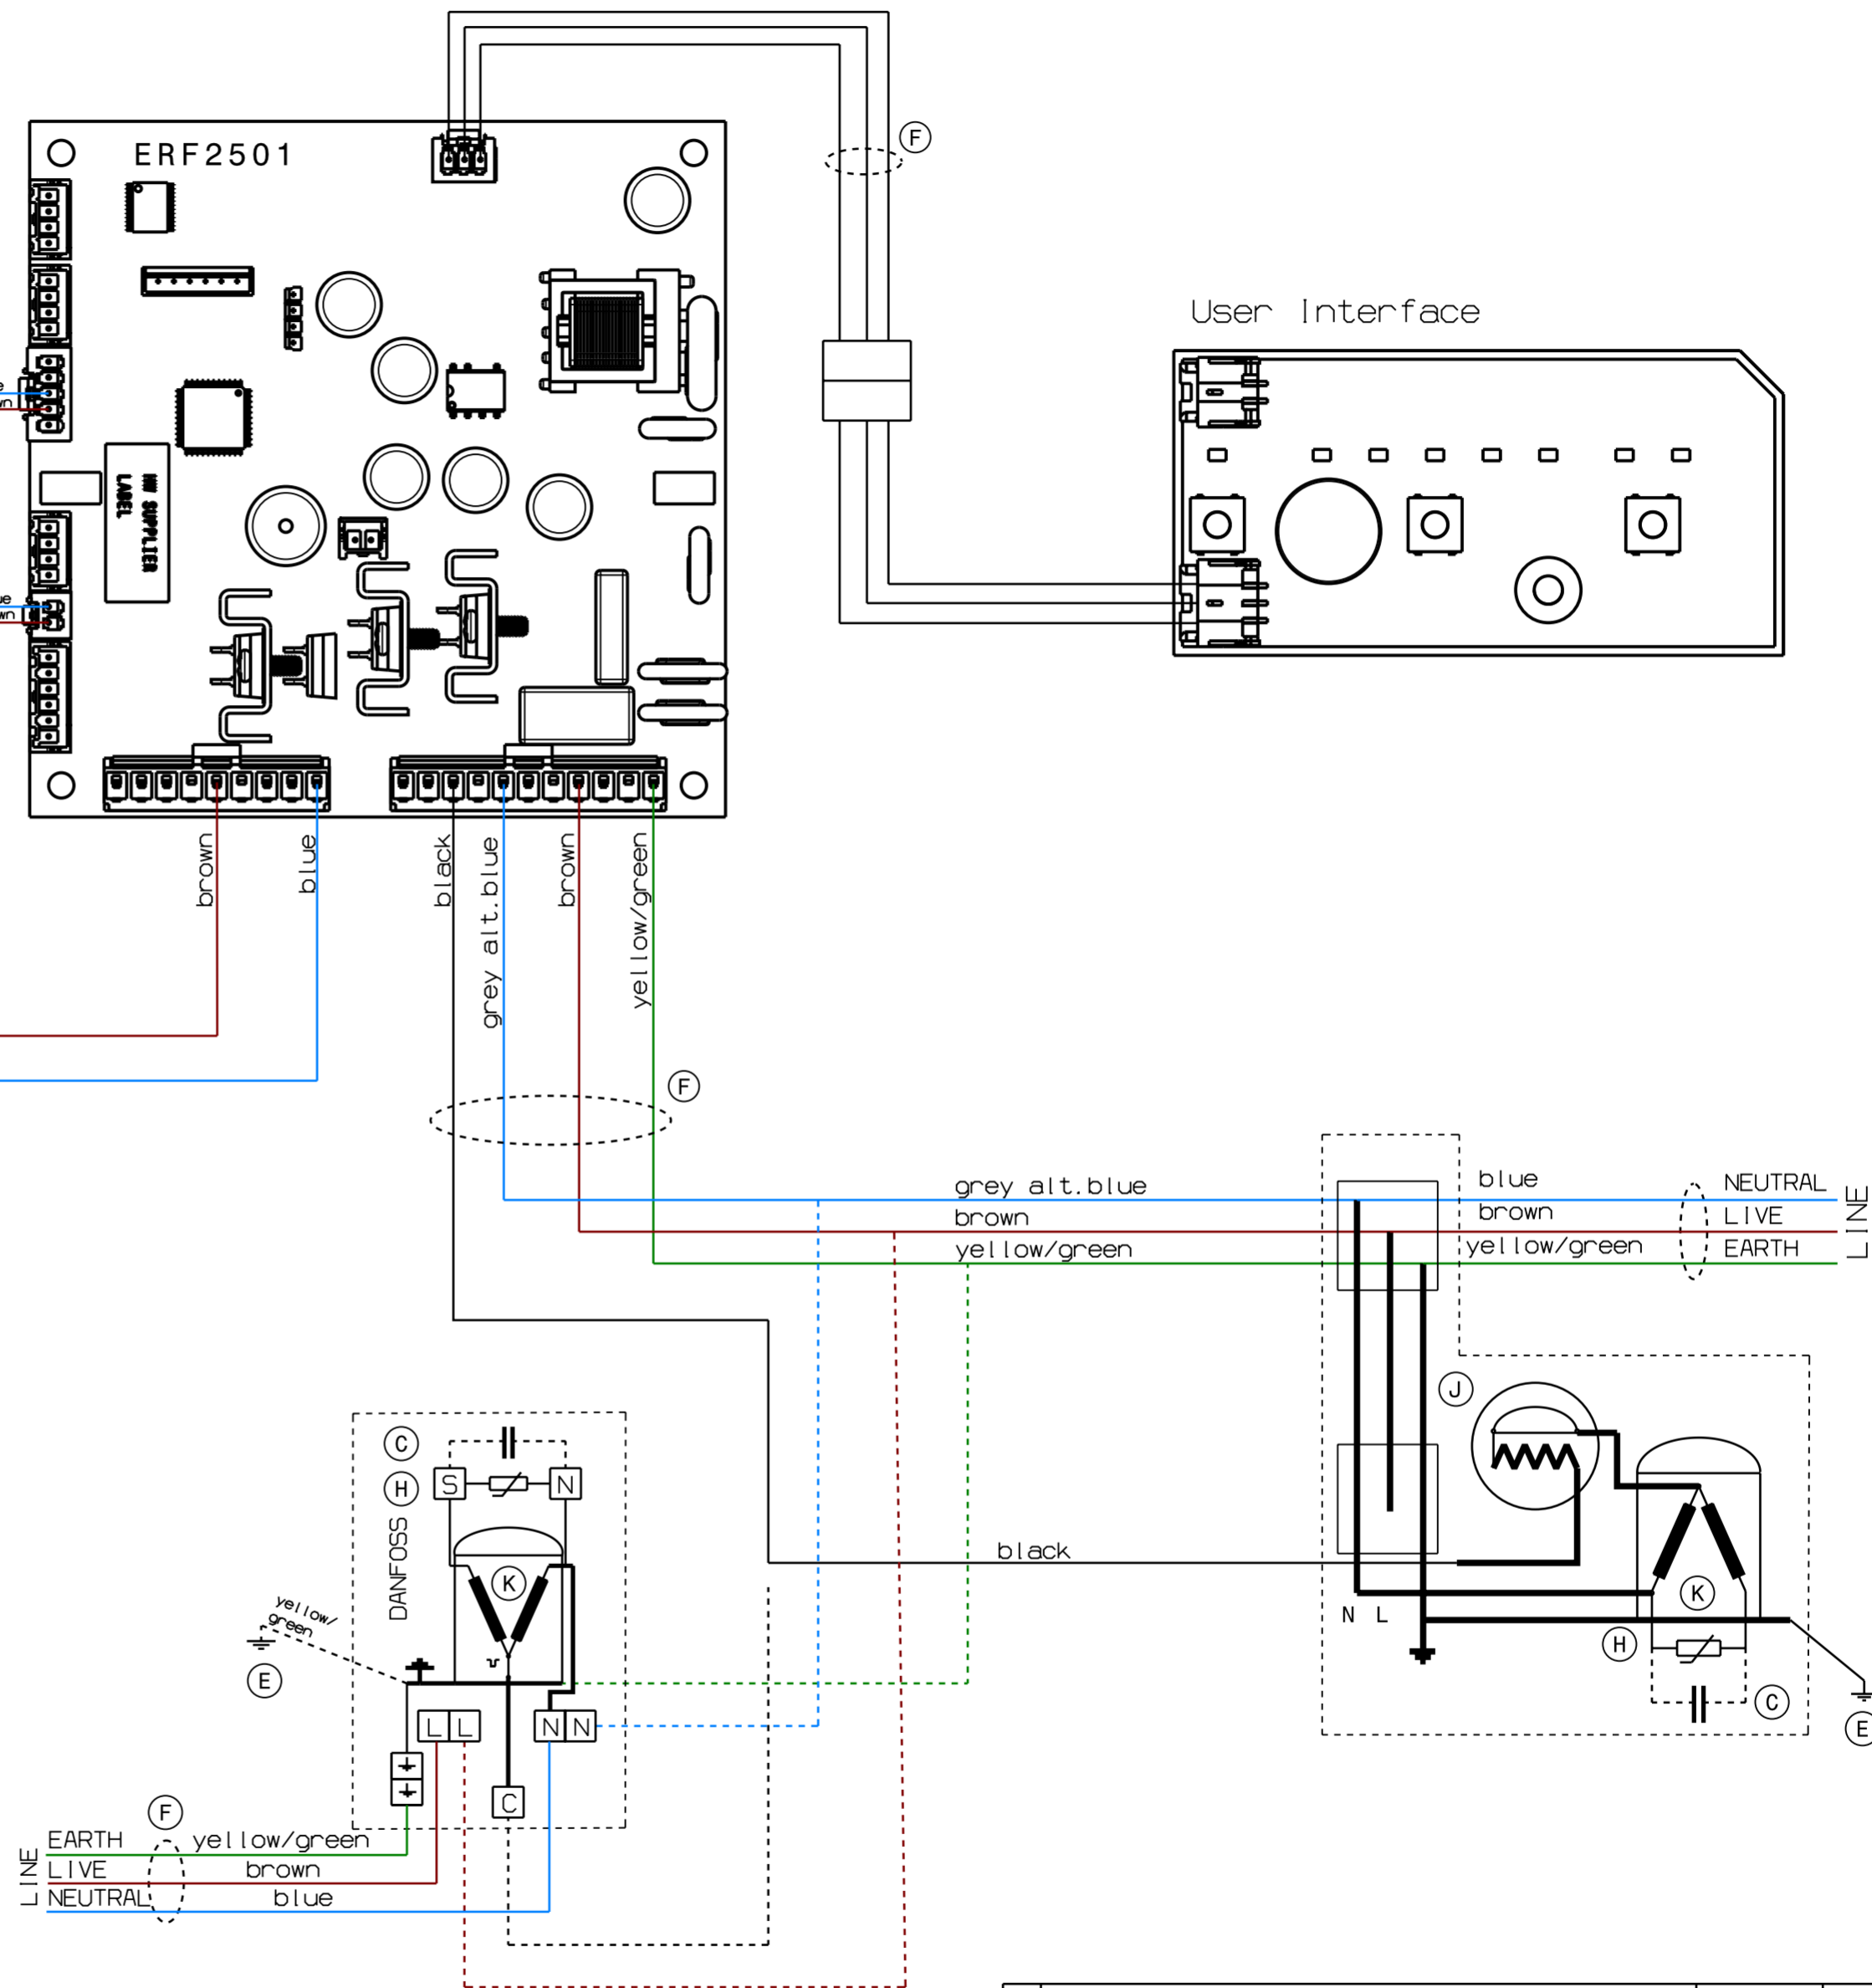 F
ERF2501
User Interface
HW SUPPLIER
LABEL
brown
blue
black
grey alt.blue
brown
yellow/green
F
grey alt.blue
brown
yellow/green
blue
brown
yellow/green
NEUTRAL
LIVE
EARTH
LINE
J
C
H
S
N
DANFOSS
K
black
yellow/
green
E
N L
K
H
C
E
L L
N N
C
F
EARTH yellow/green
LIVE brown
NEUTRAL blue
LINE